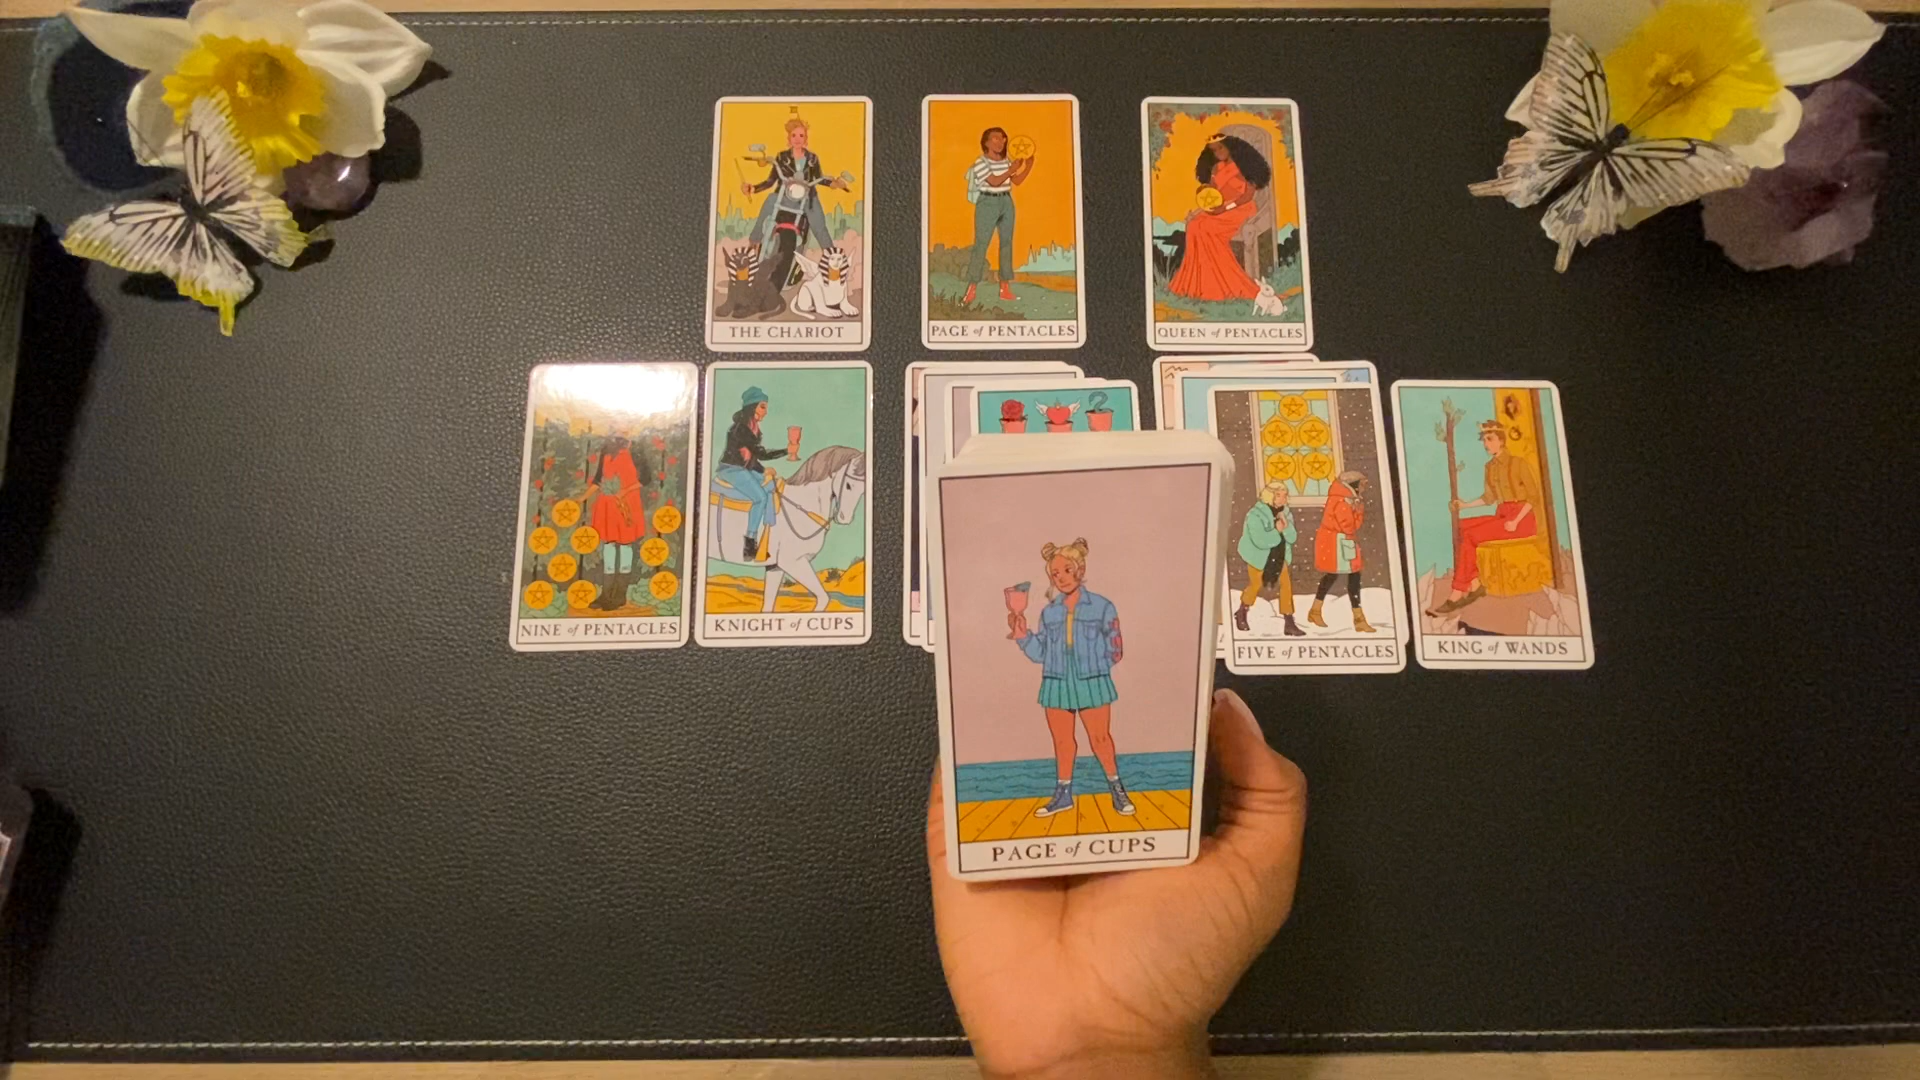 THE CHARIOT
PAGE of PENTACLES
QUEEN of PENTACLES
NINE of PENTACLES
KNIGHT of CUPS
FIVE of PENTACLES
KING of WANDS
PAGE of CUPS